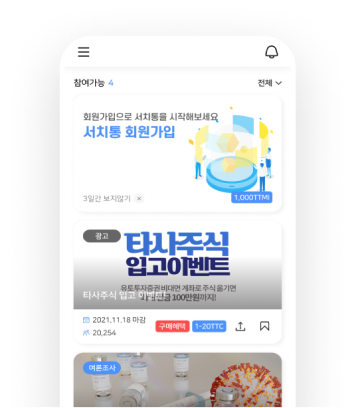 참여가능 4
전체
회원가입으로 서치통을 시작해보세요
서치통 회원가입
3일간 보지않기 ×
1,000TTM
광고
타사주식
입고이벤트
유토투자증권 비대면 계좌로 주식 옮기면
현금 100만원까지!
타사주식 입고 이벤트
2021.11.18 마감
구매혜택
1-20TTC
20,254
여론조사